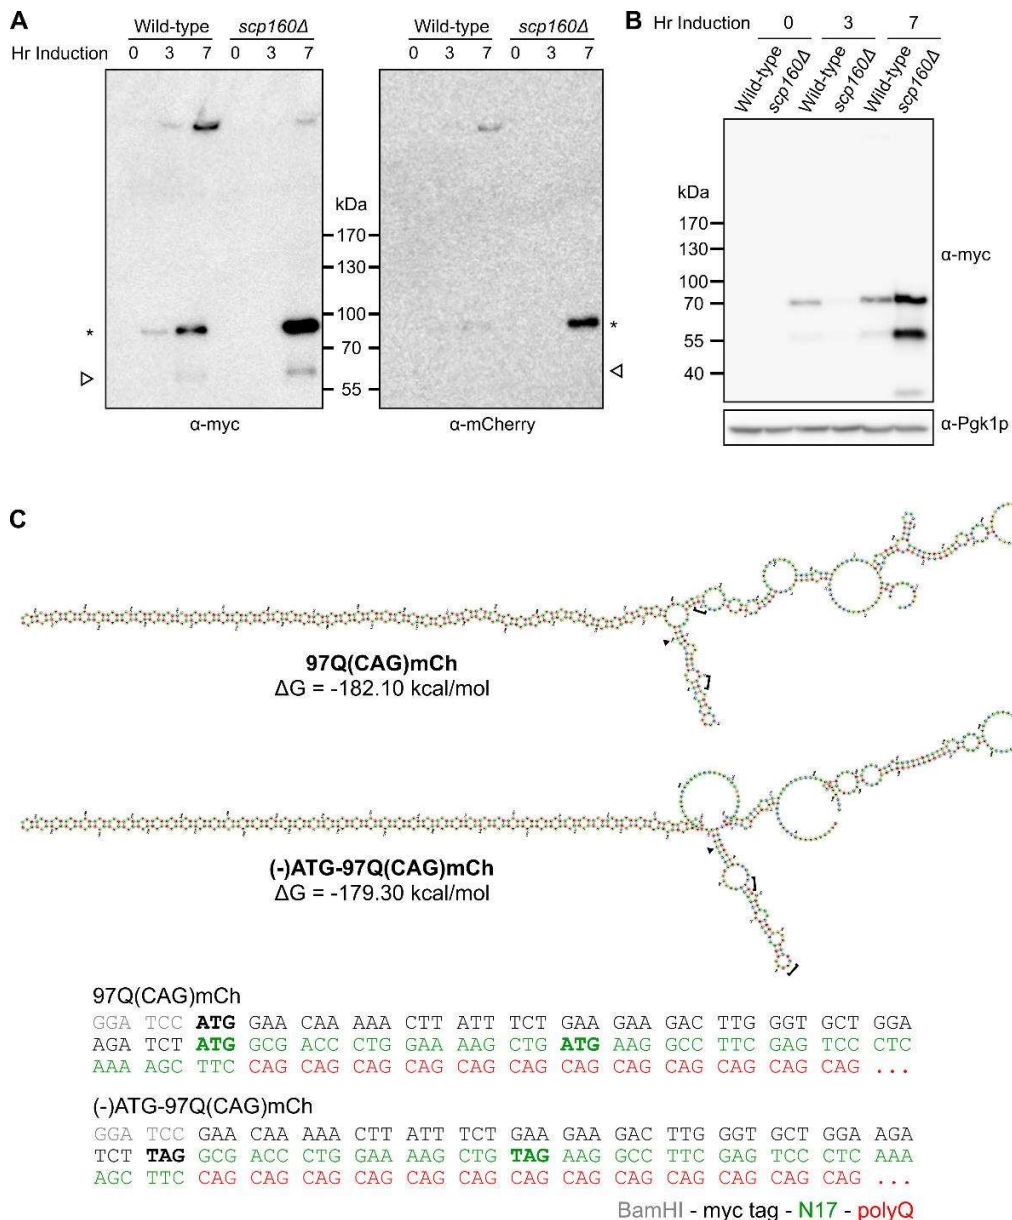 A
Wild-type scp160Δ Wild-type scp160Δ
Hr Induction 0 3 7 0 3 7 0 3 7 0 3 7
kDa
170
130
100
70
55
*
▷
*
◁
α-myc
α-mCherry
B
Hr Induction 0 3 7
Wild-type scp160Δ Wild-type scp160Δ Wild-type scp160Δ
kDa
170
130
100
70
55
40
α-myc
α-Pgk1p
C
97Q(CAG)mCh
ΔG = -182.10 kcal/mol
(-)ATG-97Q(CAG)mCh
ΔG = -179.30 kcal/mol
97Q(CAG)mCh
GGA TCC ATG GAA CAA AAA CTT ATT TCT GAA GAA GAC TTG GGT GCT GGA
AGA TCT ATG GCG ACC CTG GAA AAG CTG ATG AAG GCC TTC GAG TCC CTC
AAA AGC TTC CAG CAG CAG CAG CAG CAG CAG CAG CAG CAG CAG CAG ...
(-)ATG-97Q(CAG)mCh
GGA TCC GAA CAA AAA CTT ATT TCT GAA GAA GAC TTG GGT GCT GGA AGA
TCT TAG GCG ACC CTG GAA AAG CTG TAG AAG GCC TTC GAG TCC CTC AAA
AGC TTC CAG CAG CAG CAG CAG CAG CAG CAG CAG CAG CAG CAG CAG ...
BamHI - myc tag - N17 - polyQ